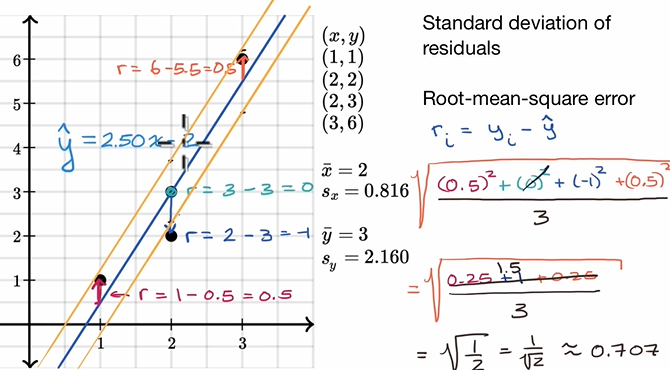 Standard deviation of
residuals
Root-mean-square error
r_i = y_i - ŷ
√((0.5)² + (0)² + (-1)² + (0.5)² / 3)
= √(0.25 + 1 + 0.25 / 3)
1.5
= √(1/2) = 1/√2 ≈ 0.707
(x, y)
(1, 1)
(2, 2)
(2, 3)
(3, 6)
x̄ = 2
s_x = 0.816
ȳ = 3
s_y = 2.160
r = 6 - 5.5 = 0.5
ŷ = 2.50x - 2
r = 3 - 3 = 0
r = 2 - 3 = -1
← r = 1 - 0.5 = 0.5
6
5
4
3
2
1
1
2
3